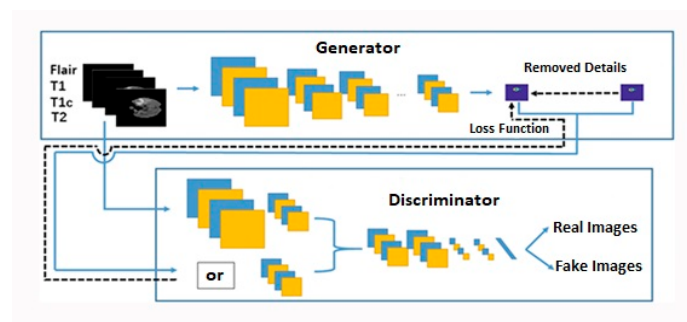 Generator
Flair
T1
T1c
T2
...
Removed Details
Loss Function
Discriminator
or
Real Images
Fake Images